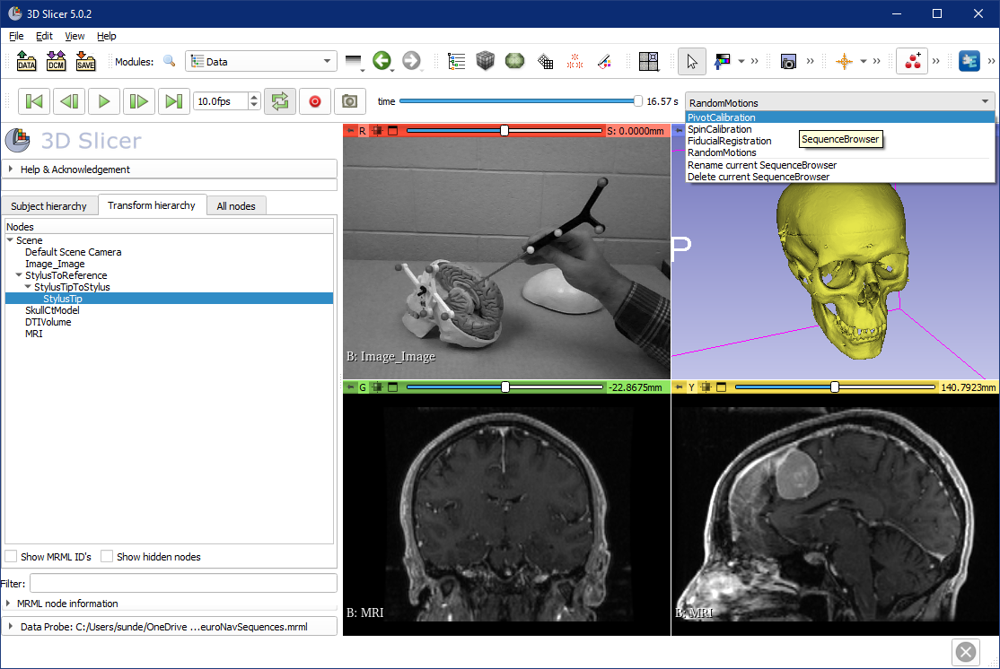 3D Slicer 5.0.2
File Edit View Help
DATA DCM SAVE Modules: Data
10.0fps time 16.57 s RandomMotions
PivotCalibration
SpinCalibration
FiducialRegistration
RandomMotions
Rename current SequenceBrowser
Delete current SequenceBrowser
SequenceBrowser
3D Slicer
Help & Acknowledgement
Subject hierarchy Transform hierarchy All nodes
Nodes
Scene
Default Scene Camera
Image_Image
StylusToReference
StylusTipToStylus
StylusTip
SkullCtModel
DTIVolume
MRI
Show MRML ID's Show hidden nodes
Filter:
MRML node information
Data Probe: C:/Users/sunde/OneDrive ...euroNavSequences.mrml
R S: 0.0000mm
B: Image_Image
P
G -22.8675mm
B: MRI
Y 140.7923mm
B: MRI